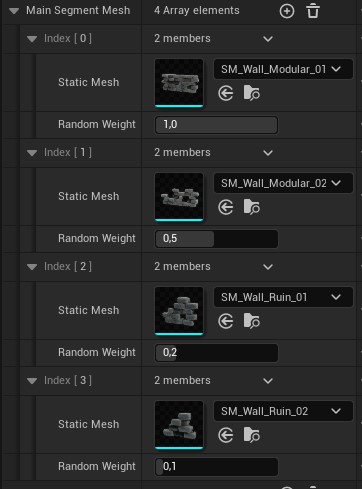 Main Segment Mesh 4 Array elements
Index [ 0 ] 2 members
Static Mesh SM_Wall_Modular_01
Random Weight 1,0
Index [ 1 ] 2 members
Static Mesh SM_Wall_Modular_02
Random Weight 0,5
Index [ 2 ] 2 members
Static Mesh SM_Wall_Ruin_01
Random Weight 0,2
Index [ 3 ] 2 members
Static Mesh SM_Wall_Ruin_02
Random Weight 0,1